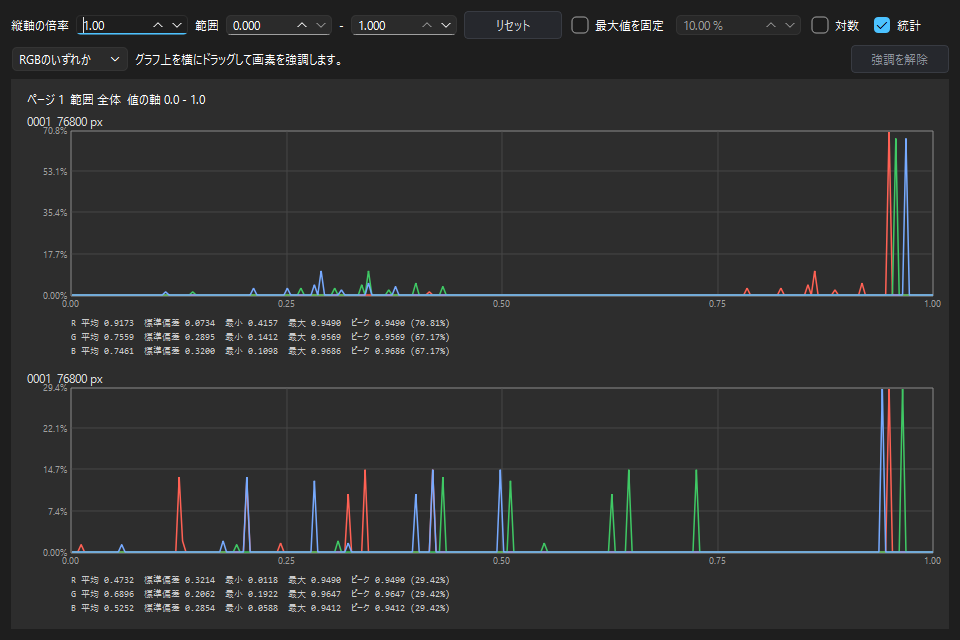 縦軸の倍率 1.00 範囲 0.000 - 1.000 リセット 最大値を固定 10.00 % 対数 統計
RGBのいずれか グラフ上を横にドラッグして画素を強調します。 強調を解除
ページ 1 範囲 全体 値の軸 0.0 - 1.0
0001 76800 px
70.8%
53.1%
35.4%
17.7%
0.00%
0.00 0.25 0.50 0.75 1.00
R 平均 0.9173 標準偏差 0.0734 最小 0.4157 最大 0.9490 ピーク 0.9490 (70.81%)
G 平均 0.7559 標準偏差 0.2895 最小 0.1412 最大 0.9569 ピーク 0.9569 (67.17%)
B 平均 0.7461 標準偏差 0.3200 最小 0.1098 最大 0.9686 ピーク 0.9686 (67.17%)
0001 76800 px
29.4%
22.1%
14.7%
7.4%
0.00%
0.00 0.25 0.50 0.75 1.00
R 平均 0.4732 標準偏差 0.3214 最小 0.0118 最大 0.9490 ピーク 0.9490 (29.42%)
G 平均 0.6896 標準偏差 0.2062 最小 0.1922 最大 0.9647 ピーク 0.9647 (29.42%)
B 平均 0.5252 標準偏差 0.2854 最小 0.0588 最大 0.9412 ピーク 0.9412 (29.42%)